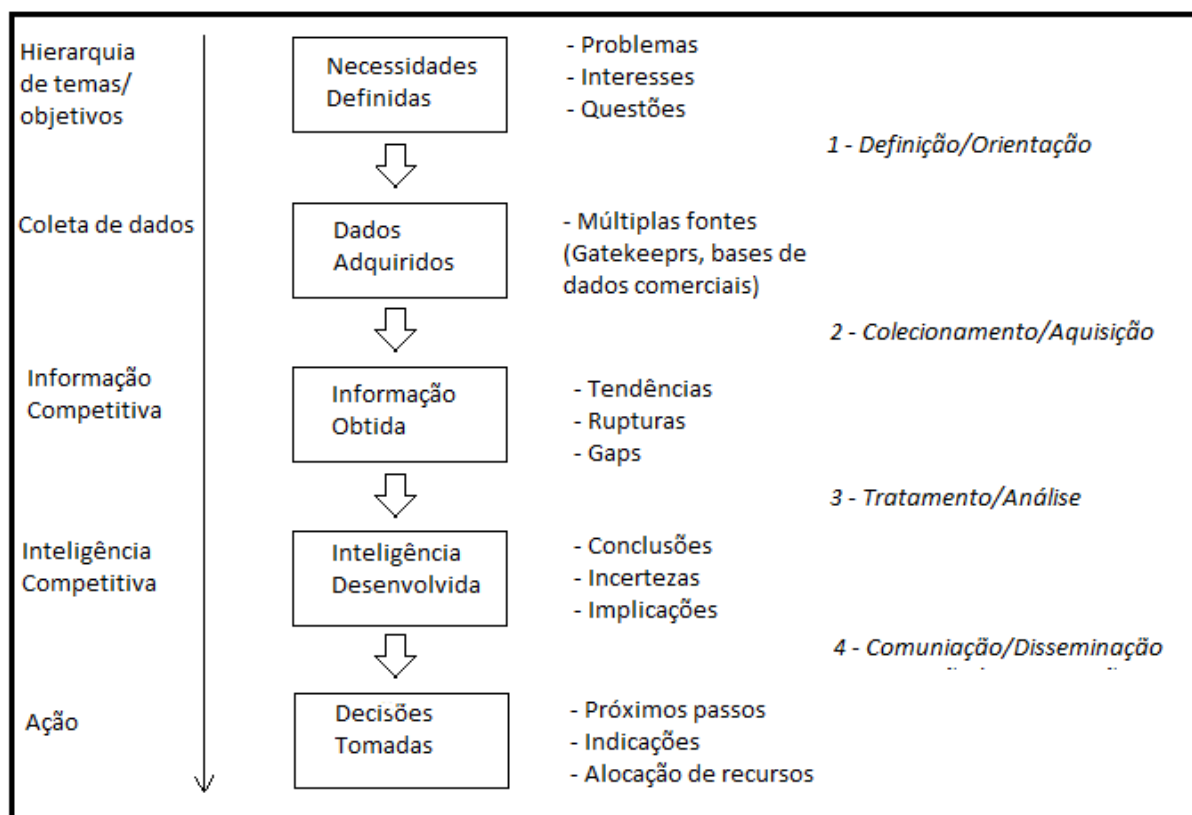 Hierarquia
de temas/
objetivos
Necessidades
Definidas
- Problemas
- Interesses
- Questões
1 - Definição/Orientação
Coleta de dados
Dados
Adquiridos
- Múltiplas fontes
(Gatekeeprs, bases de
dados comerciais)
2 - Colecionamento/Aquisição
Informação
Competitiva
Informação
Obtida
- Tendências
- Rupturas
- Gaps
3 - Tratamento/Análise
Inteligência
Competitiva
Inteligência
Desenvolvida
- Conclusões
- Incertezas
- Implicações
4 - Comuniação/Disseminação
Ação
Decisões
Tomadas
- Próximos passos
- Indicações
- Alocação de recursos